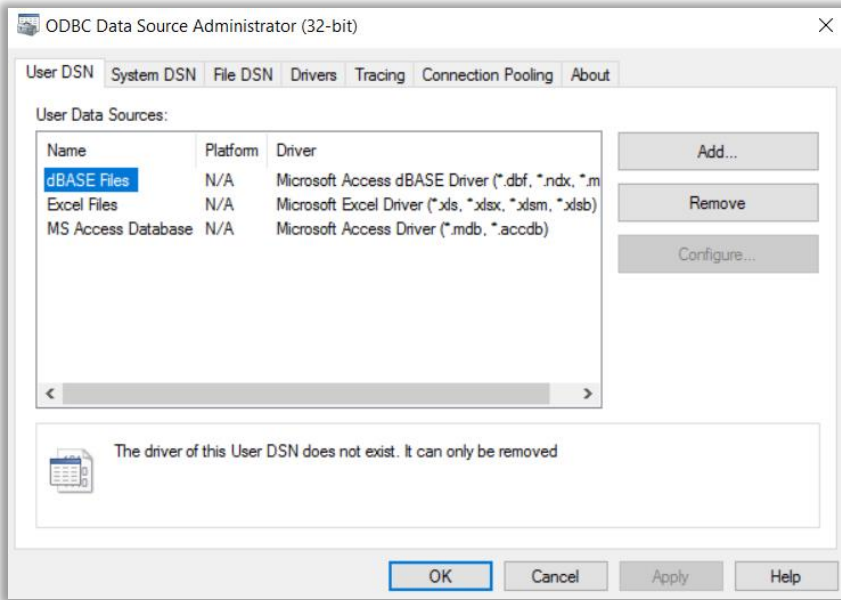 ODBC Data Source Administrator (32-bit)
User DSN System DSN File DSN Drivers Tracing Connection Pooling About
User Data Sources:
Name Platform Driver
dBASE Files N/A Microsoft Access dBASE Driver (*.dbf, *.ndx, *.m
Excel Files N/A Microsoft Excel Driver (*.xls, *.xlsx, *.xlsm, *.xlsb)
MS Access Database N/A Microsoft Access Driver (*.mdb, *.accdb)
Add...
Remove
Configure...
The driver of this User DSN does not exist. It can only be removed
OK Cancel Apply Help